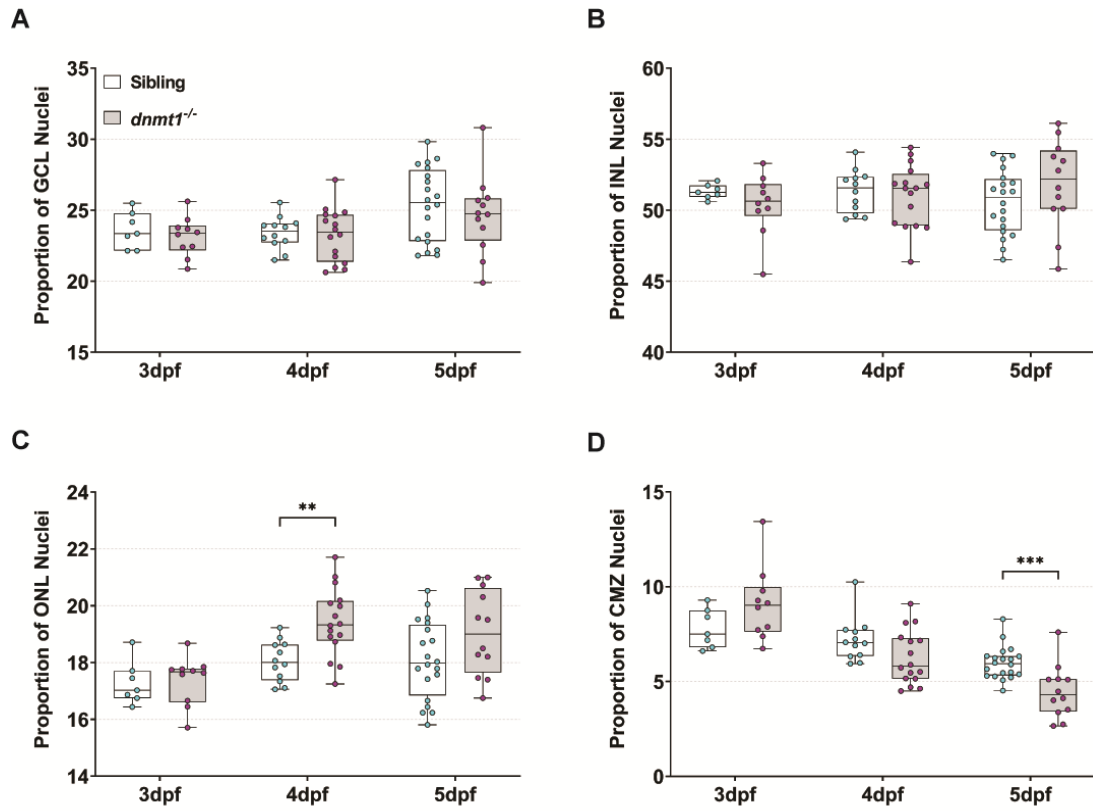 A
Proportion of GCL Nuclei
35
30
25
20
15
Sibling
dnmt1-/-
3dpf 4dpf 5dpf
B
Proportion of INL Nuclei
60
55
50
45
40
3dpf 4dpf 5dpf
C
Proportion of ONL Nuclei
24
22
20
18
16
14
**
3dpf 4dpf 5dpf
D
Proportion of CMZ Nuclei
15
10
5
0
***
3dpf 4dpf 5dpf